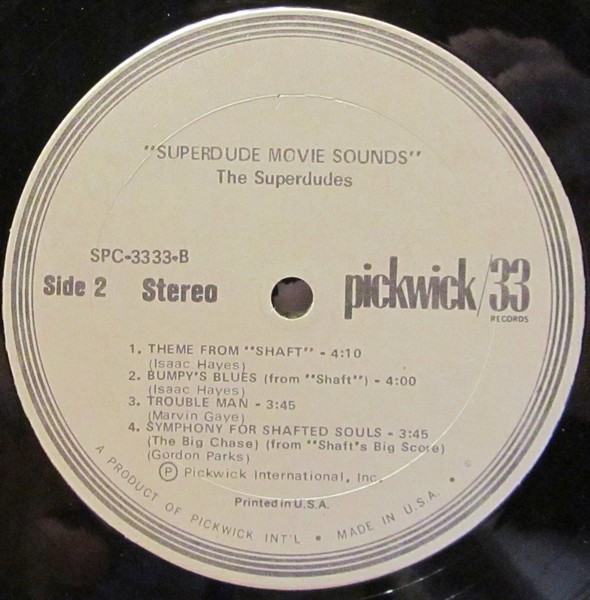 "SUPERDUDE MOVIE SOUNDS"
The Superdudes
SPC-3333-B
Side 2 Stereo
pickwick/33
RECORDS
1. THEME FROM "SHAFT" - 4:10
(Isaac Hayes)
2. BUMPY'S BLUES (from "Shaft") - 4:00
(Isaac Hayes)
3. TROUBLE MAN - 3:45
(Marvin Gaye)
4. SYMPHONY FOR SHAFTED SOULS - 3:45
(The Big Chase) (from "Shaft's Big Score)
(Gordon Parks)
Ⓟ Pickwick International, Inc.
Printed in U.S.A.
A PRODUCT OF PICKWICK INT'L • MADE IN U.S.A. • ©